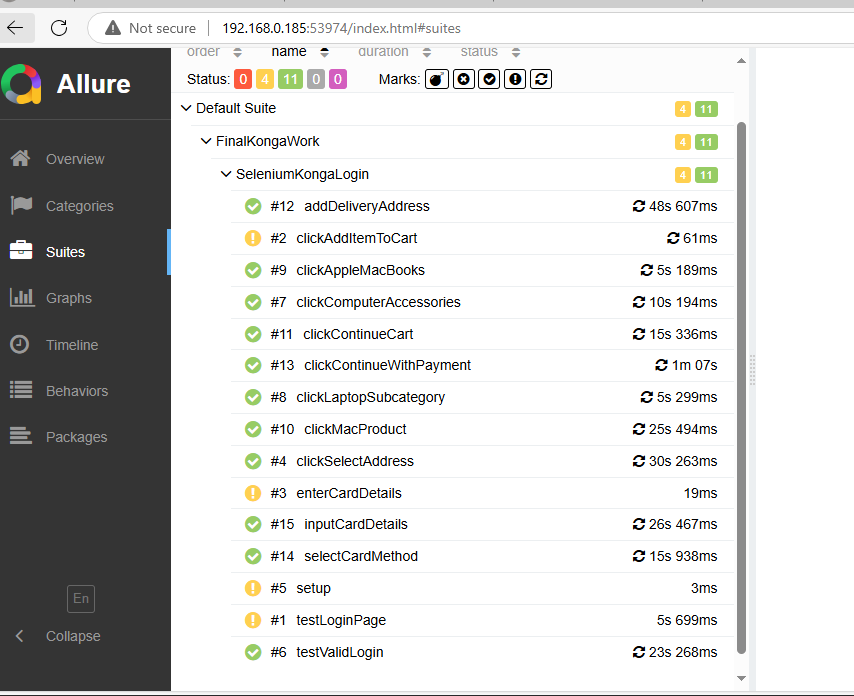 Not secure 192.168.0.185:53974/index.html#suites
order name duration status
Allure
Status: 0 4 11 0 0 Marks:
Default Suite 4 11
FinalKongaWork 4 11
SeleniumKongaLogin 4 11
Overview
Categories
Suites
Graphs
Timeline
Behaviors
Packages
En
Collapse
#12 addDeliveryAddress 48s 607ms
#2 clickAddItemToCart 61ms
#9 clickAppleMacBooks 5s 189ms
#7 clickComputerAccessories 10s 194ms
#11 clickContinueCart 15s 336ms
#13 clickContinueWithPayment 1m 07s
#8 clickLaptopSubcategory 5s 299ms
#10 clickMacProduct 25s 494ms
#4 clickSelectAddress 30s 263ms
#3 enterCardDetails 19ms
#15 inputCardDetails 26s 467ms
#14 selectCardMethod 15s 938ms
#5 setup 3ms
#1 testLoginPage 5s 699ms
#6 testValidLogin 23s 268ms